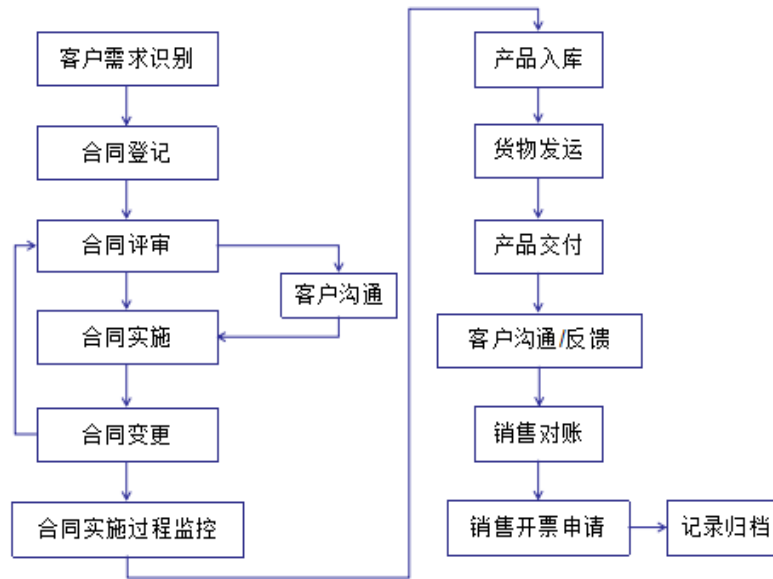 客户需求识别
合同登记
合同评审
客户沟通
合同实施
合同变更
合同实施过程监控
产品入库
货物发运
产品交付
客户沟通/反馈
销售对账
销售开票申请
记录归档